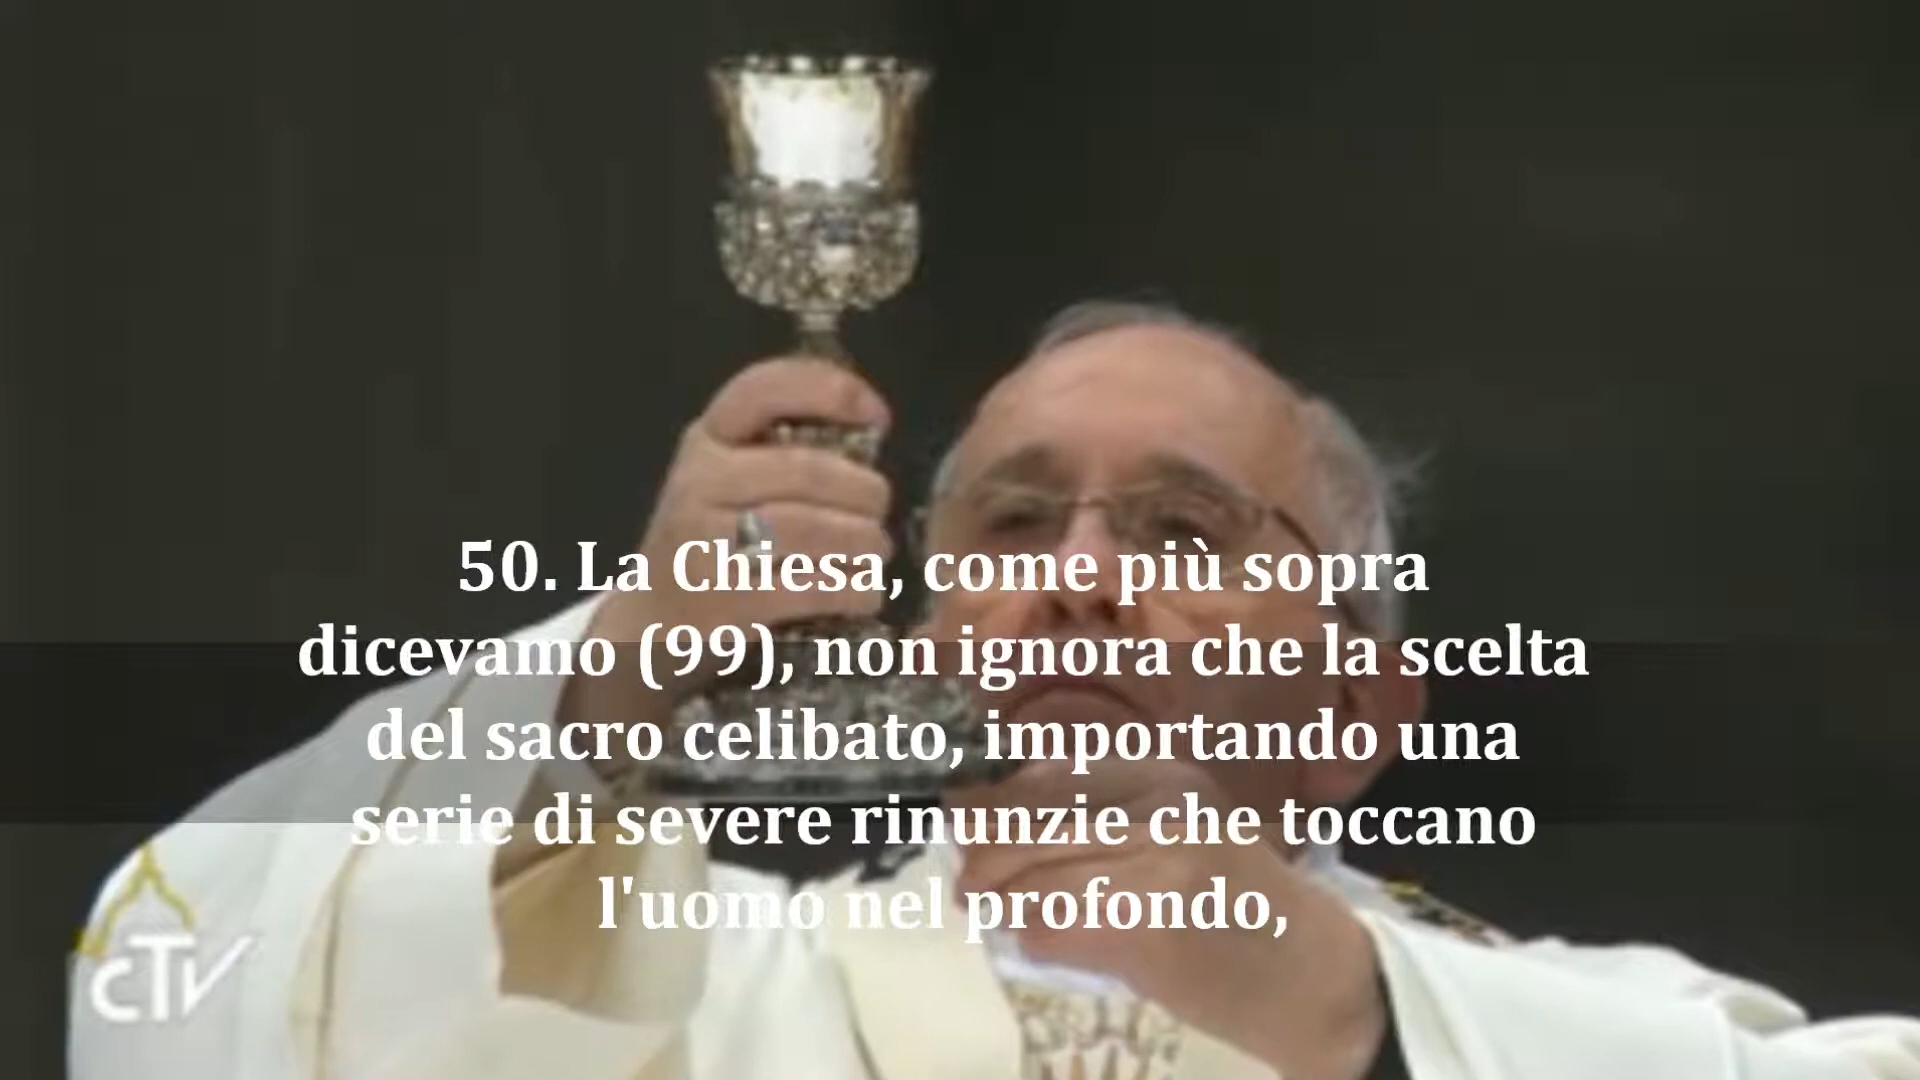 50. La Chiesa, come più sopra
dicevamo (99), non ignora che la scelta
del sacro celibato, importando una
serie di severe rinunzie che toccano
l'uomo nel profondo,
CTV